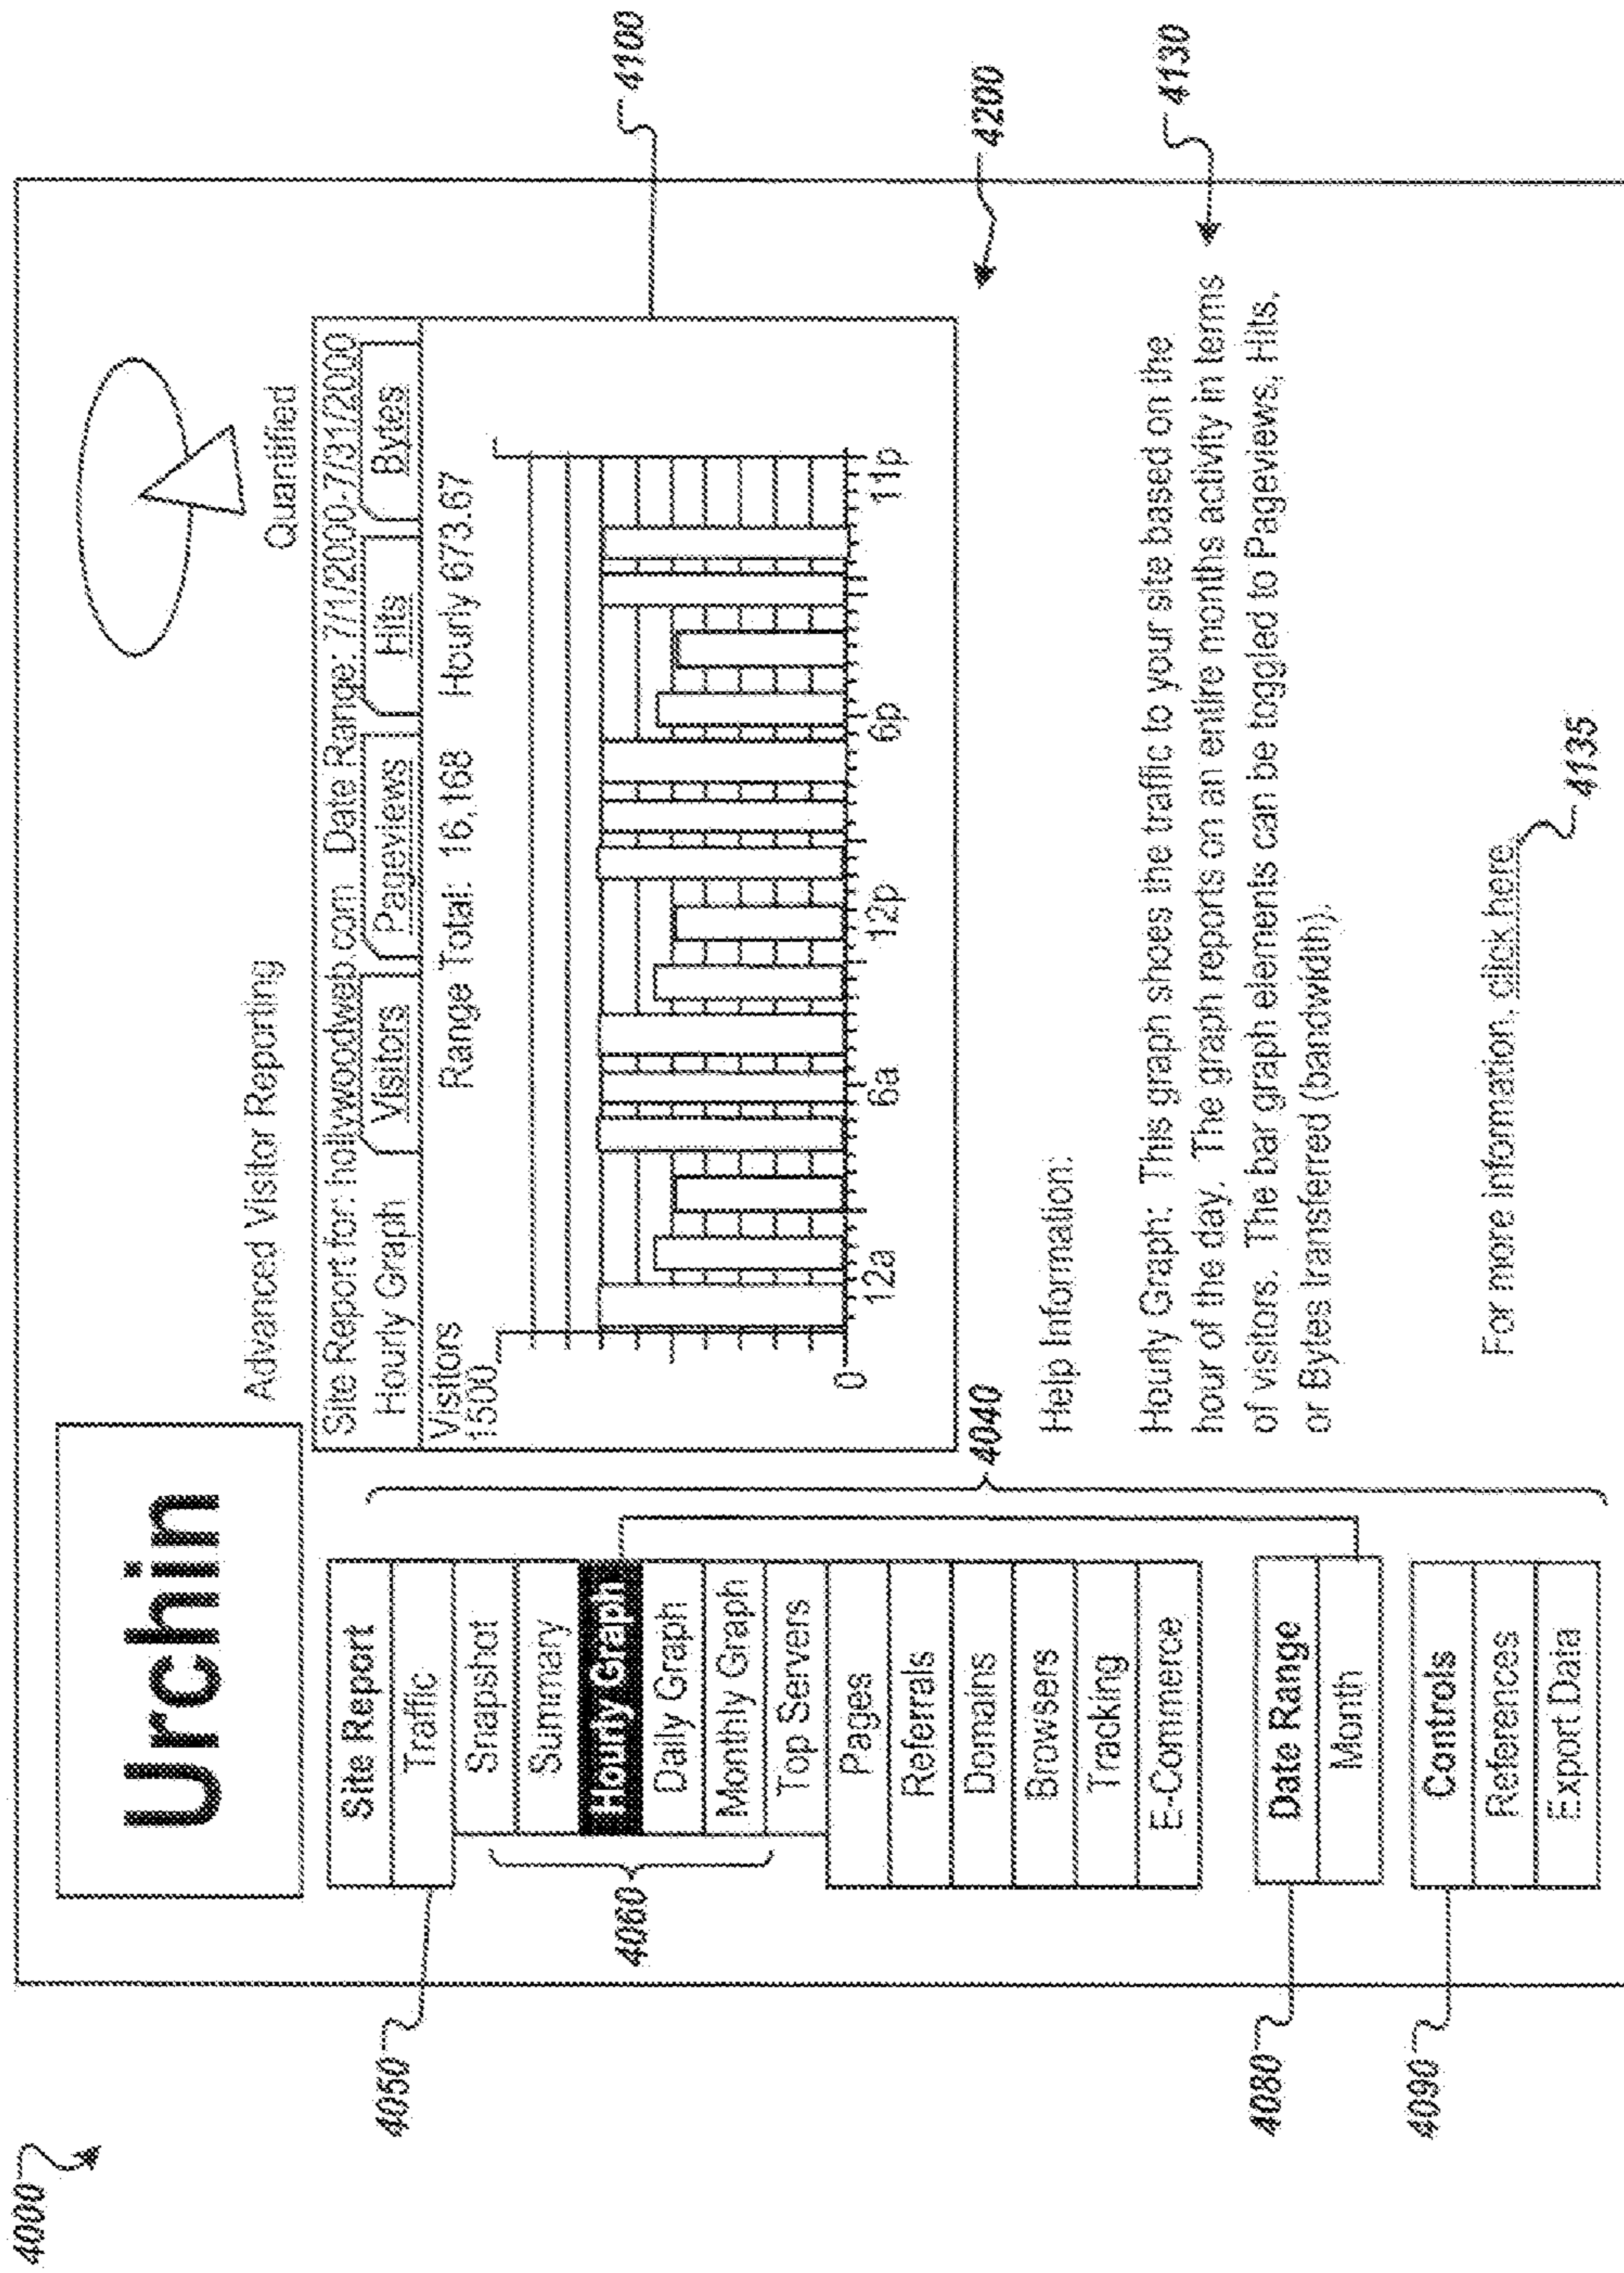 4000
Urchin
Quantified
Advanced Visitor Reporting
Site Report for: hollywoodweb.com Date Range: 7/1/2000-7/31/2000
Hourly Graph
Visitors
Pageviews
Hits
Bytes
Visitors
Range Total: 16,168 Hourly 673.67
1500
0
12a
6a
12p
6p
11p
4100
4200
Site Report
Traffic
Snapshot
Summary
Hourly Graph
Daily Graph
Monthly Graph
Top Servers
Pages
Referrals
Domains
Browsers
Tracking
E-Commerce
Date Range
Month
Controls
References
Export Data
4050
4060
4040
4080
4090
Help Information:
Hourly Graph: This graph shoes the traffic to your site based on the
hour of the day. The graph reports on an entire months activity in terms
of visitors. The bar graph elements can be toggled to Pageviews, Hits,
or Bytes transferred (bandwidth).
4130
For more information, click here.
4135